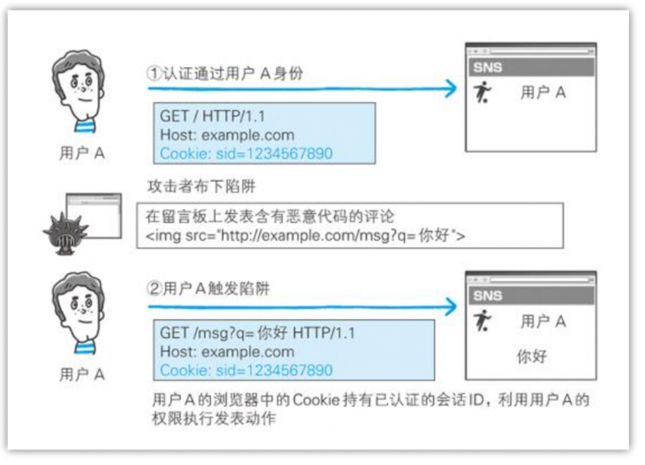 ①认证通过用户 A 身份
SNS
用户 A
GET / HTTP/1.1
Host: example.com
Cookie: sid=1234567890
用户 A
攻击者布下陷阱
在留言板上发表含有恶意代码的评论
<img src="http://example.com/msg?q=你好">
②用户 A 触发陷阱
SNS
用户 A
你好
GET /msg?q= 你好 HTTP/1.1
Host: example.com
Cookie: sid=1234567890
用户 A
用户 A 的浏览器中的 Cookie 持有已认证的会话 ID，利用用户 A 的
权限执行发表动作